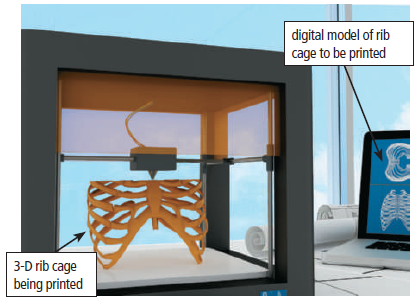 digital model of rib
cage to be printed
3-D rib cage
being printed